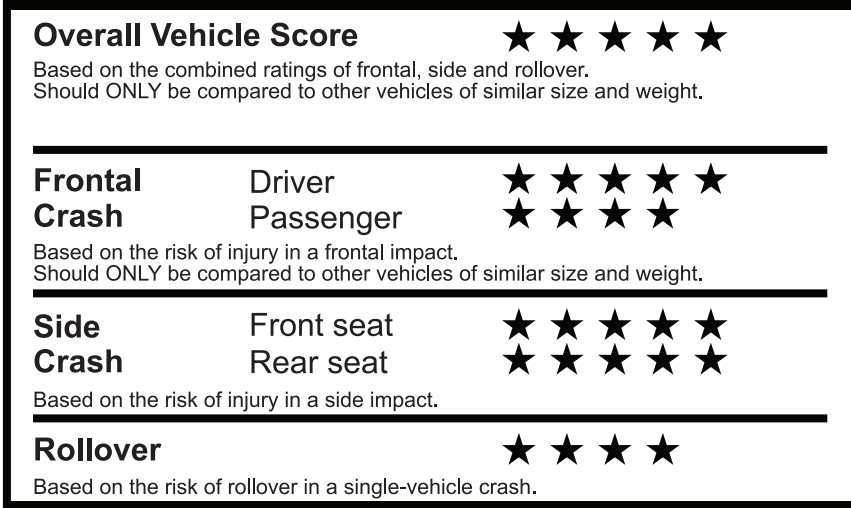 Overall Vehicle Score ★ ★ ★ ★ ★
Based on the combined ratings of frontal, side and rollover.
Should ONLY be compared to other vehicles of similar size and weight.
Frontal Driver ★ ★ ★ ★ ★
Crash Passenger ★ ★ ★ ★
Based on the risk of injury in a frontal impact.
Should ONLY be compared to other vehicles of similar size and weight.
Side Front seat ★ ★ ★ ★ ★
Crash Rear seat ★ ★ ★ ★ ★
Based on the risk of injury in a side impact.
Rollover ★ ★ ★ ★
Based on the risk of rollover in a single-vehicle crash.